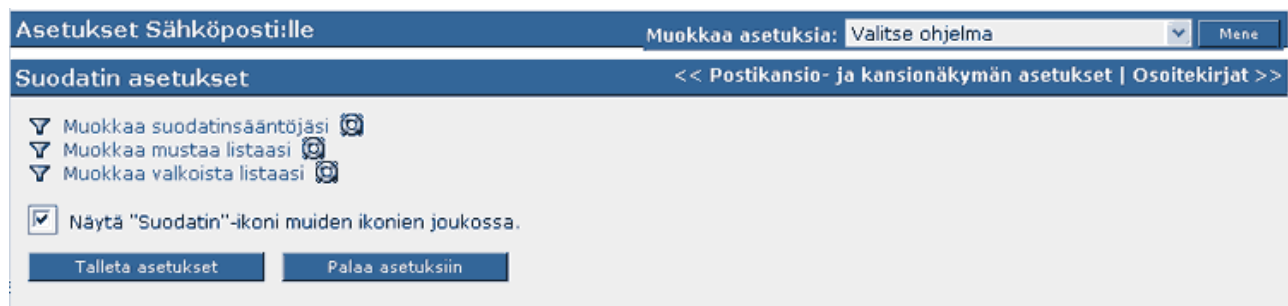 Asetukset Sähköposti:lle
Muokkaa asetuksia: Valitse ohjelma Mene
Suodatin asetukset
<< Postikansio- ja kansionäkymän asetukset | Osoitekirjat >>
Muokkaa suodatinsääntöjäsi
Muokkaa mustaa listaasi
Muokkaa valkoista listaasi
Näytä "Suodatin"-ikoni muiden ikonien joukossa.
Talleta asetukset
Palaa asetuksiin